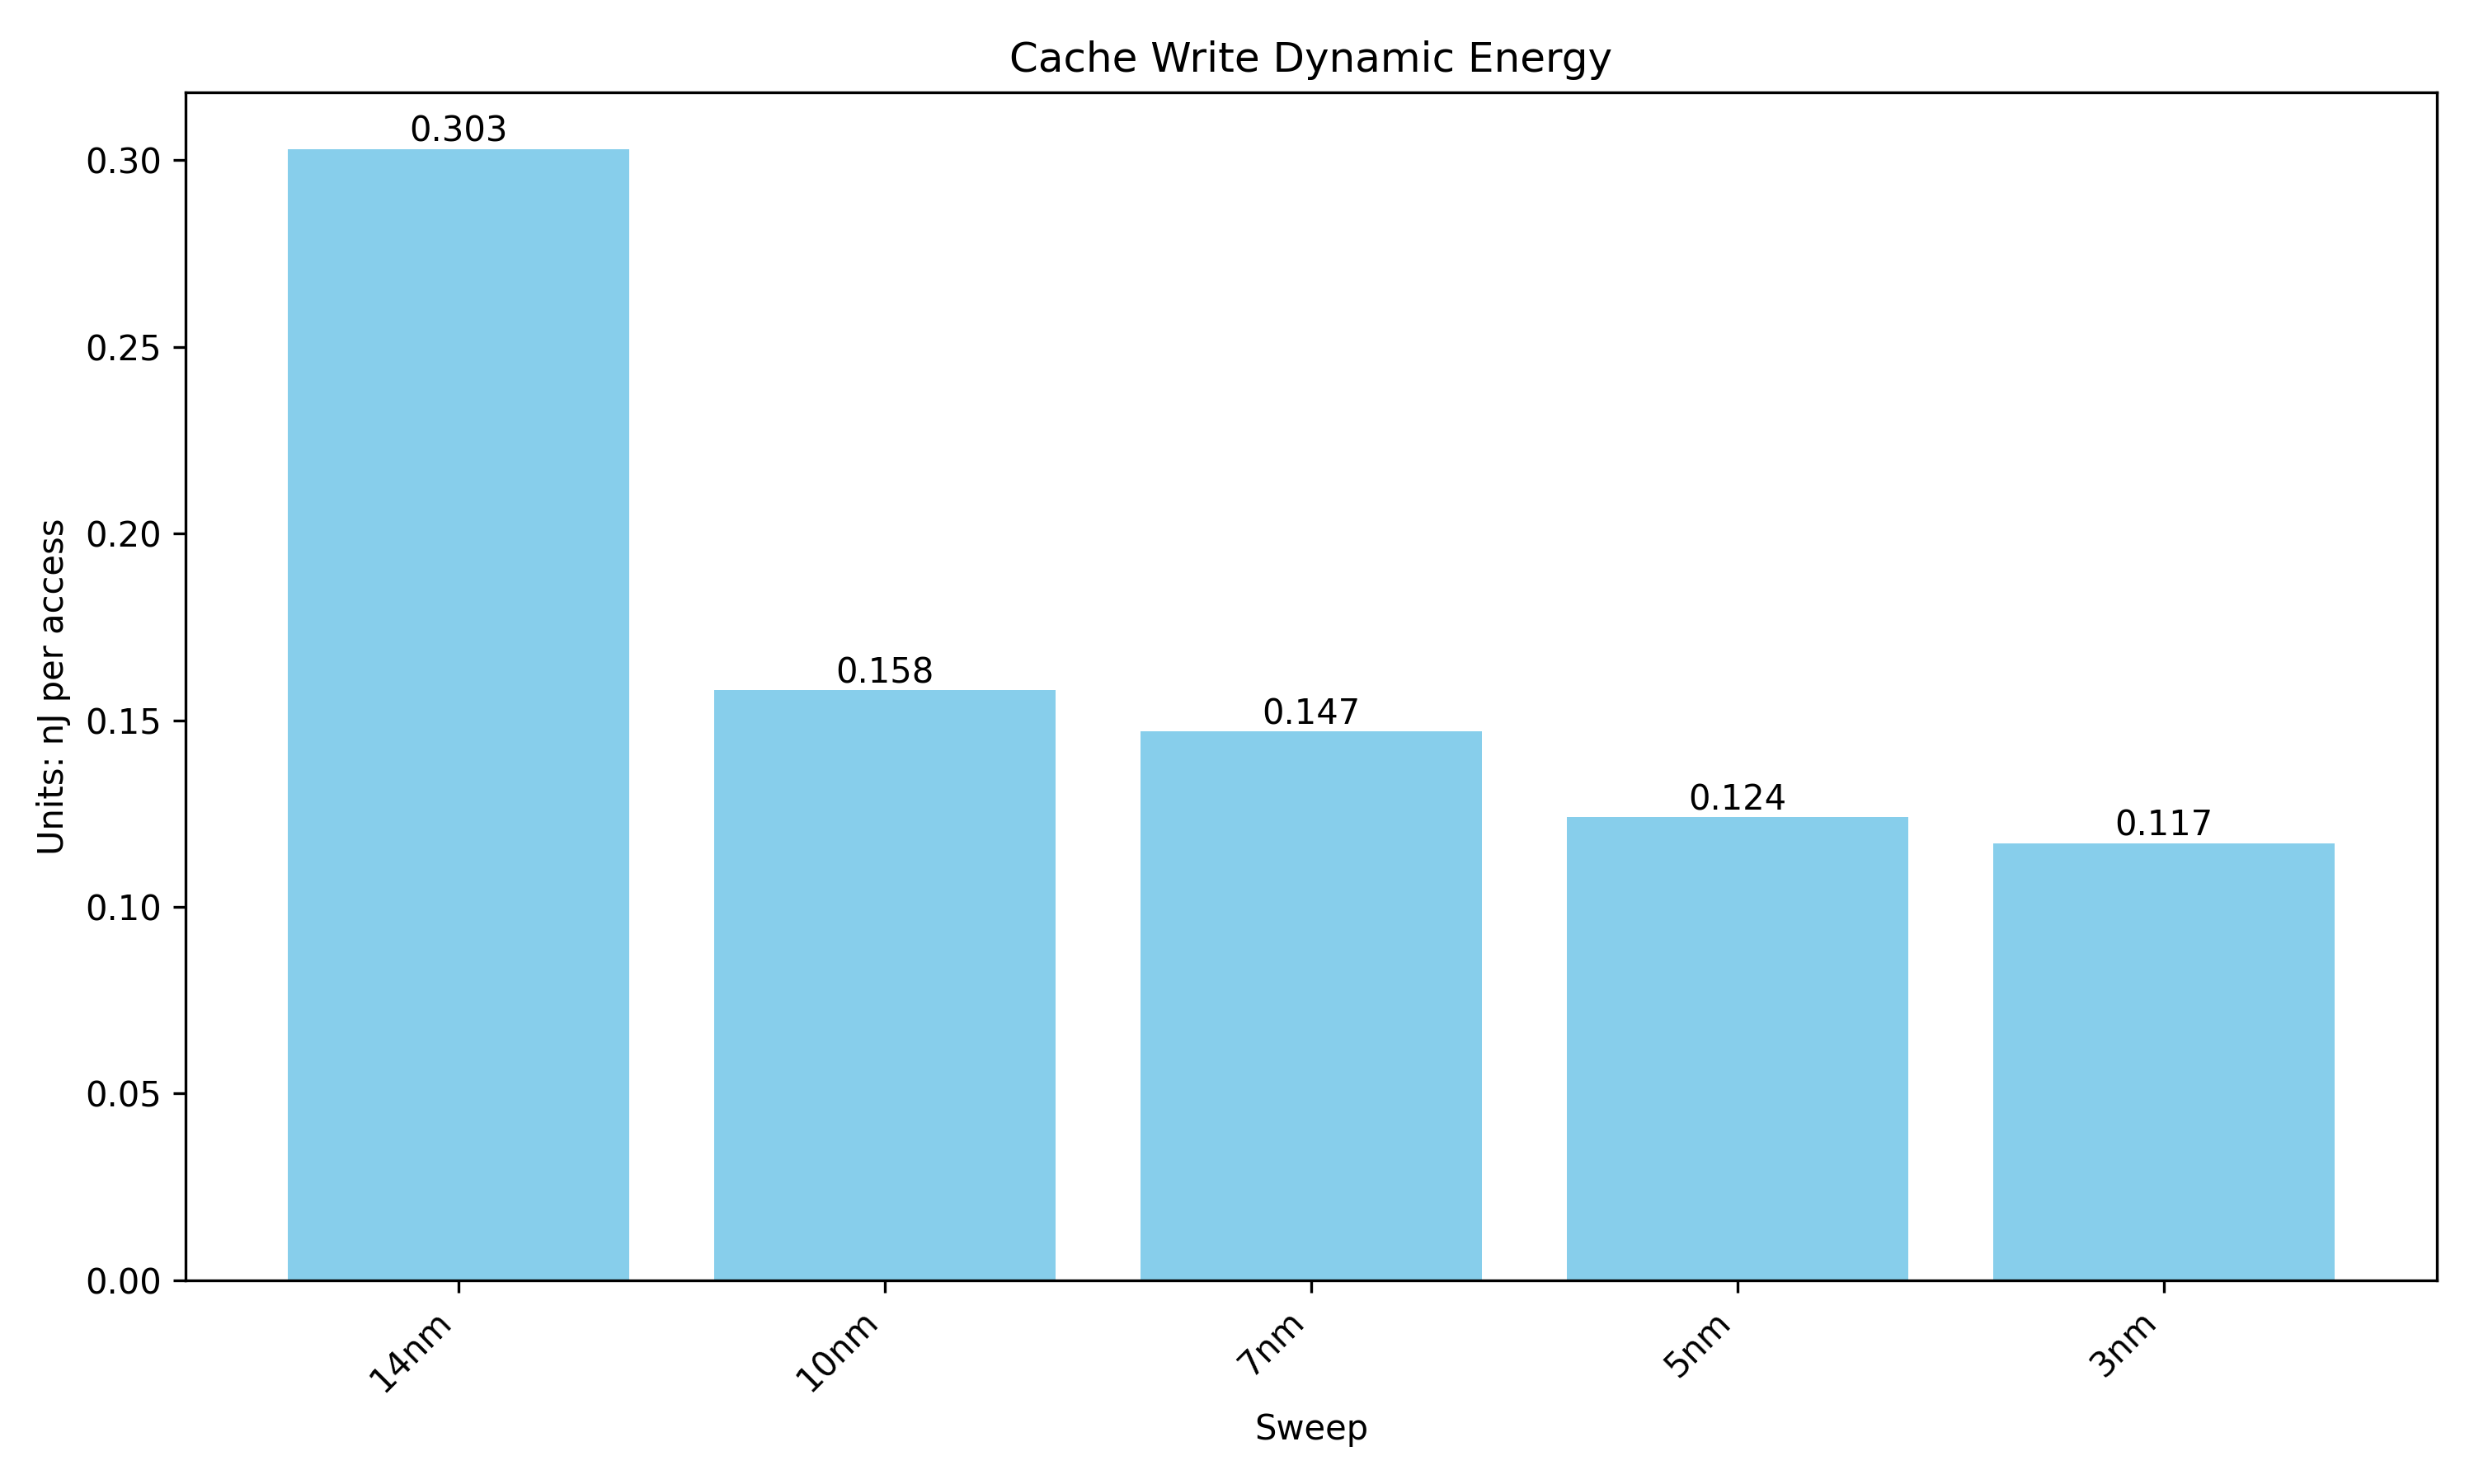 Cache Write Dynamic Energy
Units: nJ per access
0.30
0.25
0.20
0.15
0.10
0.05
0.00
0.303
0.158
0.147
0.124
0.117
14nm
10nm
7nm
5nm
3nm
Sweep